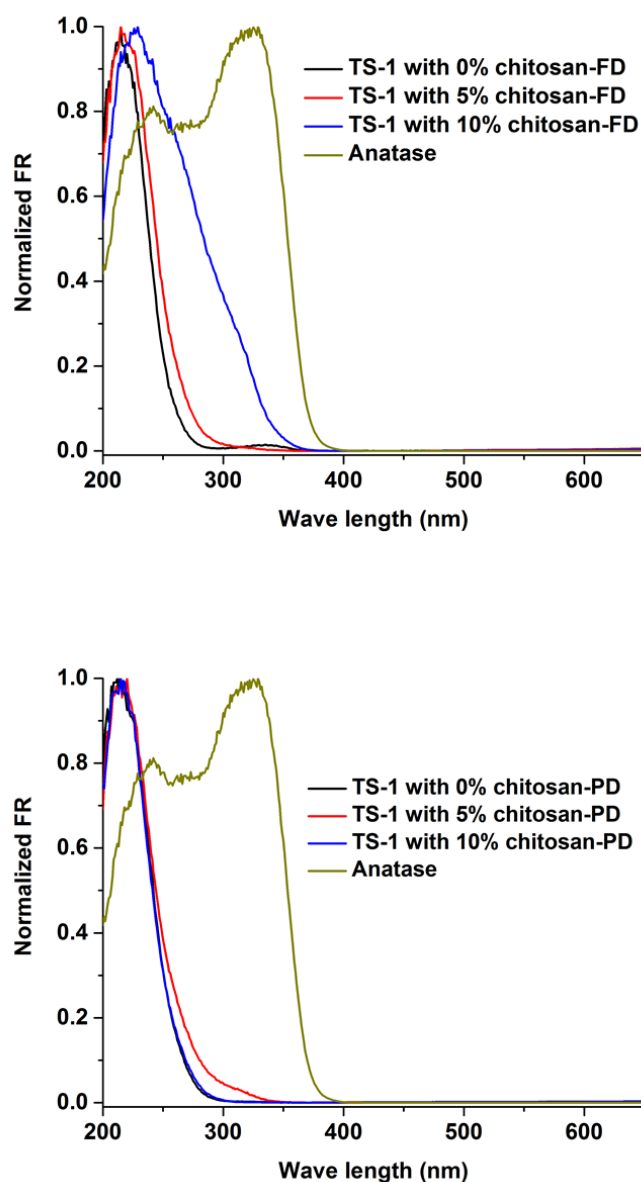 1.0
0.8
0.6
0.4
0.2
0.0
Normalized FR
TS-1 with 0% chitosan-FD
TS-1 with 5% chitosan-FD
TS-1 with 10% chitosan-FD
Anatase
200 300 400 500 600
Wave length (nm)
1.0
0.8
0.6
0.4
0.2
0.0
Normalized FR
TS-1 with 0% chitosan-PD
TS-1 with 5% chitosan-PD
TS-1 with 10% chitosan-PD
Anatase
200 300 400 500 600
Wave length (nm)